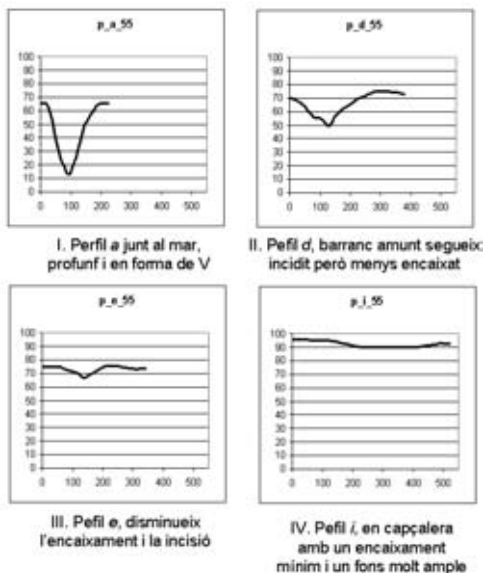 p_a_55
100
90
80
70
60
50
40
30
20
10
0
0 100 200 300 400 500
I. Perfil a junt al mar,
profunf i en forma de V
p_d_55
100
90
80
70
60
50
40
30
20
10
0
0 100 200 300 400 500
II. Pefil d, barranc amunt segueix
incidit però menys encaixat
p_e_55
100
90
80
70
60
50
40
30
20
10
0
0 100 200 300 400 500
III. Pefil e, disminueix
l'encaixament i la incisió
p_i_55
100
90
80
70
60
50
40
30
20
10
0
0 100 200 300 400 500
IV. Pefil i, en capçalera
amb un encaixament
mínim i un fons molt ample